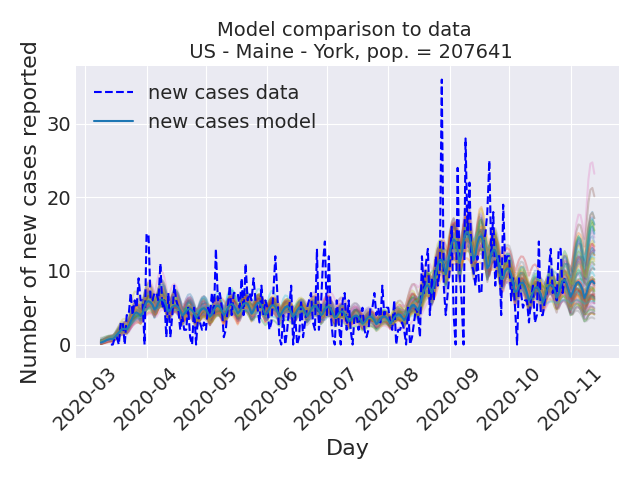 Model comparison to data
US - Maine - York, pop. = 207641
new cases data
new cases model
Number of new cases reported
30
20
10
0
2020-03
2020-04
2020-05
2020-06
2020-07
2020-08
2020-09
2020-10
2020-11
Day